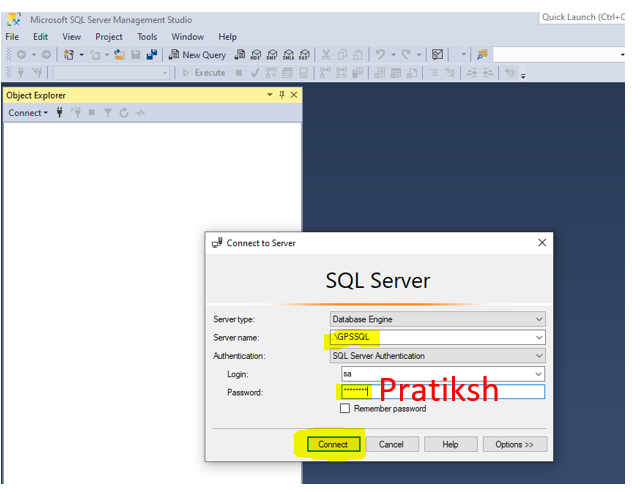 Microsoft SQL Server Management Studio
Quick Launch (Ctrl+
File Edit View Project Tools Window Help
New Query
Execute
Object Explorer
Connect
Connect to Server
SQL Server
Server type: Database Engine
Server name: .\GPSSQL
Authentication: SQL Server Authentication
Login: sa
Password: ******** Pratiksh
Remember password
Connect Cancel Help Options >>